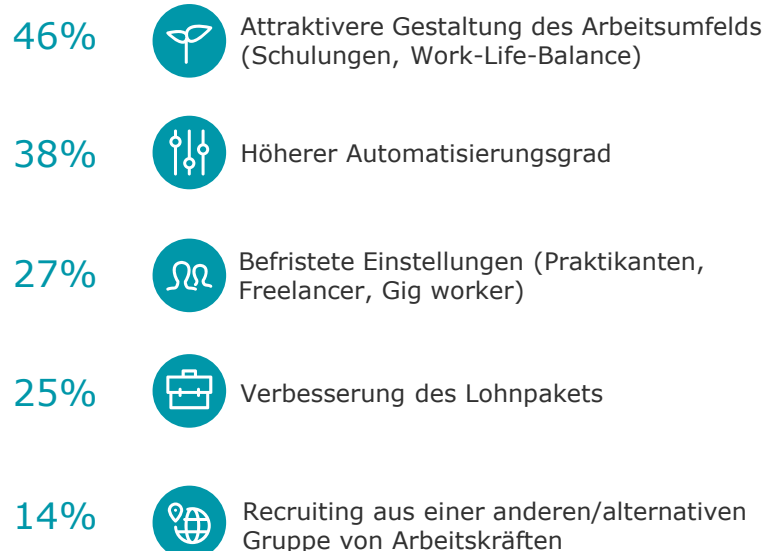 46%
Attraktivere Gestaltung des Arbeitsumfelds
(Schulungen, Work-Life-Balance)
38%
Höherer Automatisierungsgrad
27%
Befristete Einstellungen (Praktikanten,
Freelancer, Gig worker)
25%
Verbesserung des Lohnpakets
14%
Recruiting aus einer anderen/alternativen
Gruppe von Arbeitskräften